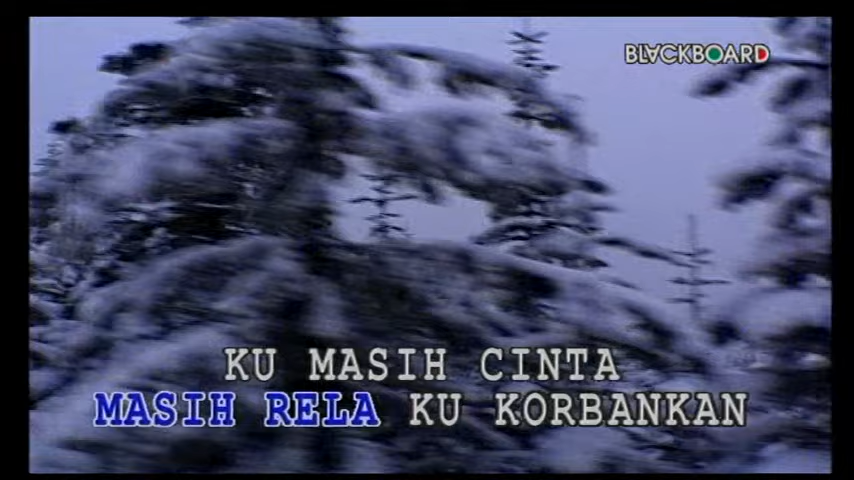 BLACKBOARD
KU MASIH CINTA
MASIH RELA KU KORBANKAN